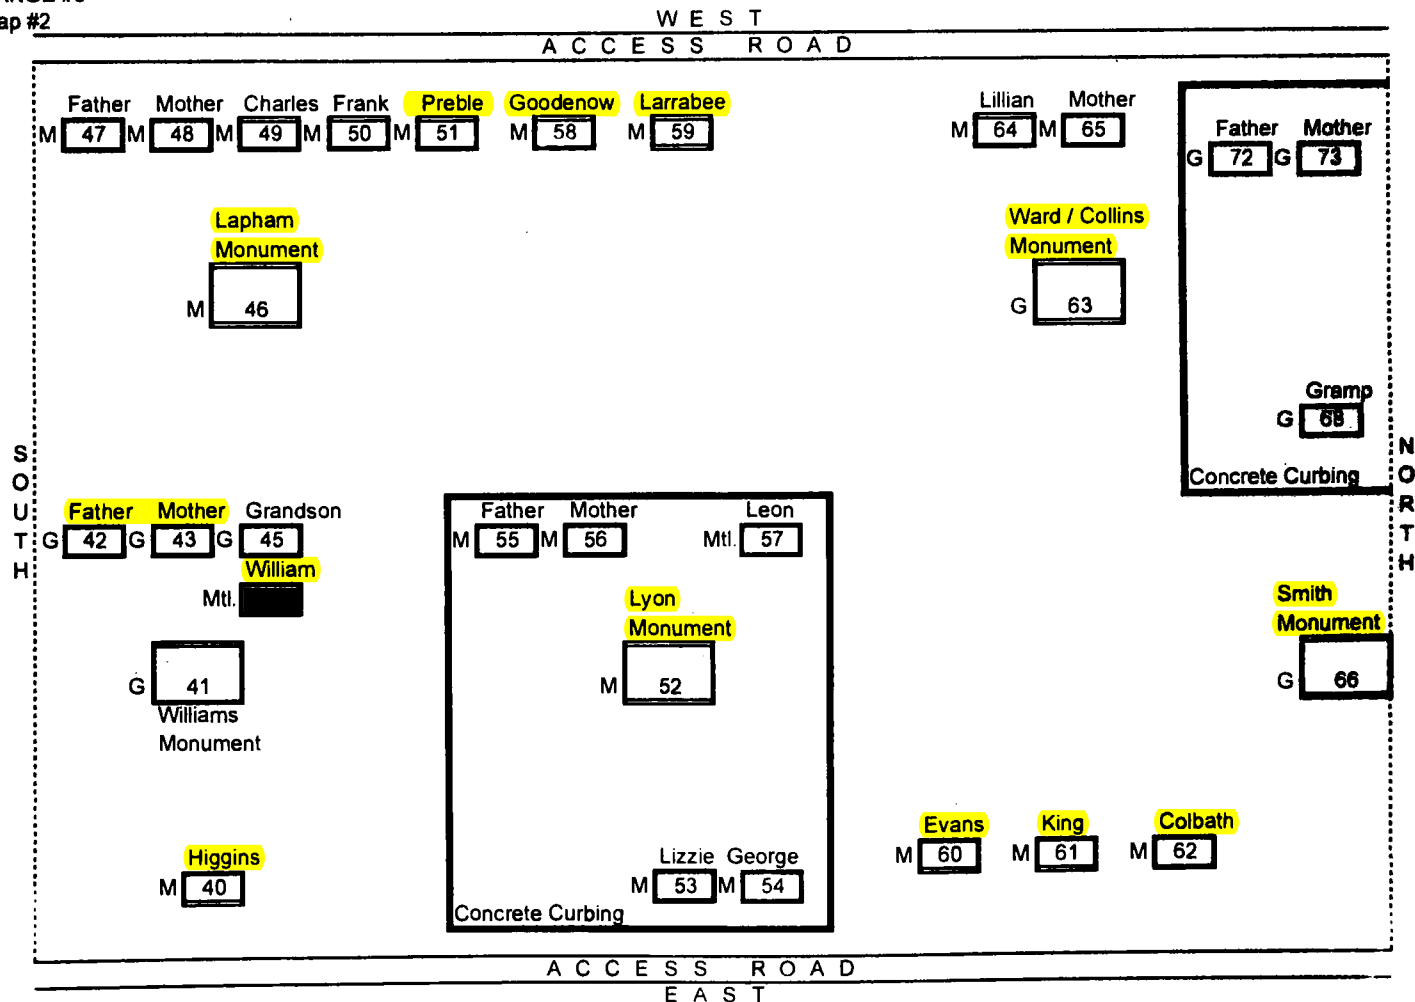 ap #2
WEST
ACCESS ROAD
Father Mother Charles Frank Preble Goodenow Larrabee Lillian Mother
M 47 M 48 M 49 M 50 M 51 M 58 M 59 M 64 M 65
Father Mother
G 72 G 73
Lapham
Monument
M 46
Ward / Collins
Monument
G 63
Gramp
G 68
Concrete Curbing
SOUTH
NORTH
Father Mother Grandson
G 42 G 43 G 45
William
Mtl.
G 41
Williams
Monument
Higgins
M 40
Father Mother Leon
M 55 M 56 Mtl. 57
Lyon
Monument
M 52
Lizzie George
M 53 M 54
Concrete Curbing
Smith
Monument
G 66
Evans King Colbath
M 60 M 61 M 62
ACCESS ROAD
EAST